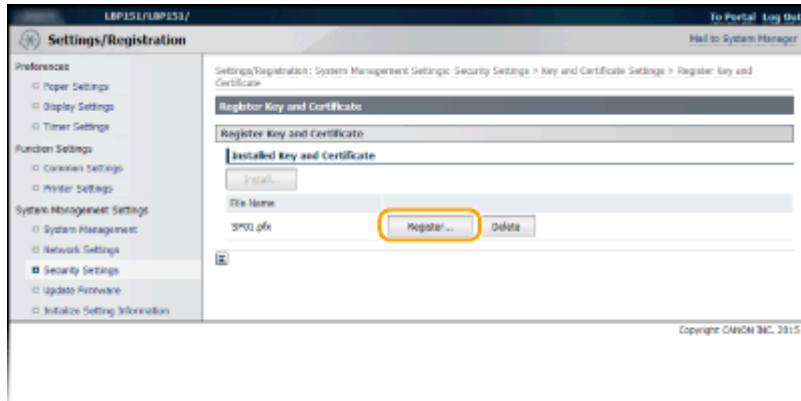 LBP151/LBP151/
To Portal Log Out
Settings/Registration
Mail to System Manager
Preferences
Paper Settings
Display Settings
Timer Settings
Function Settings
Common Settings
Printer Settings
System Management Settings
System Management
Network Settings
Security Settings
Update Firmware
Initialize Setting Information
Settings/Registration: System Management Settings: Security Settings > Key and Certificate Settings > Register Key and
Certificate
Register Key and Certificate
Register Key and Certificate
Installed Key and Certificate
Install...
File Name
SP01.pfx
Register...
Delete
Copyright CANON INC. 2015